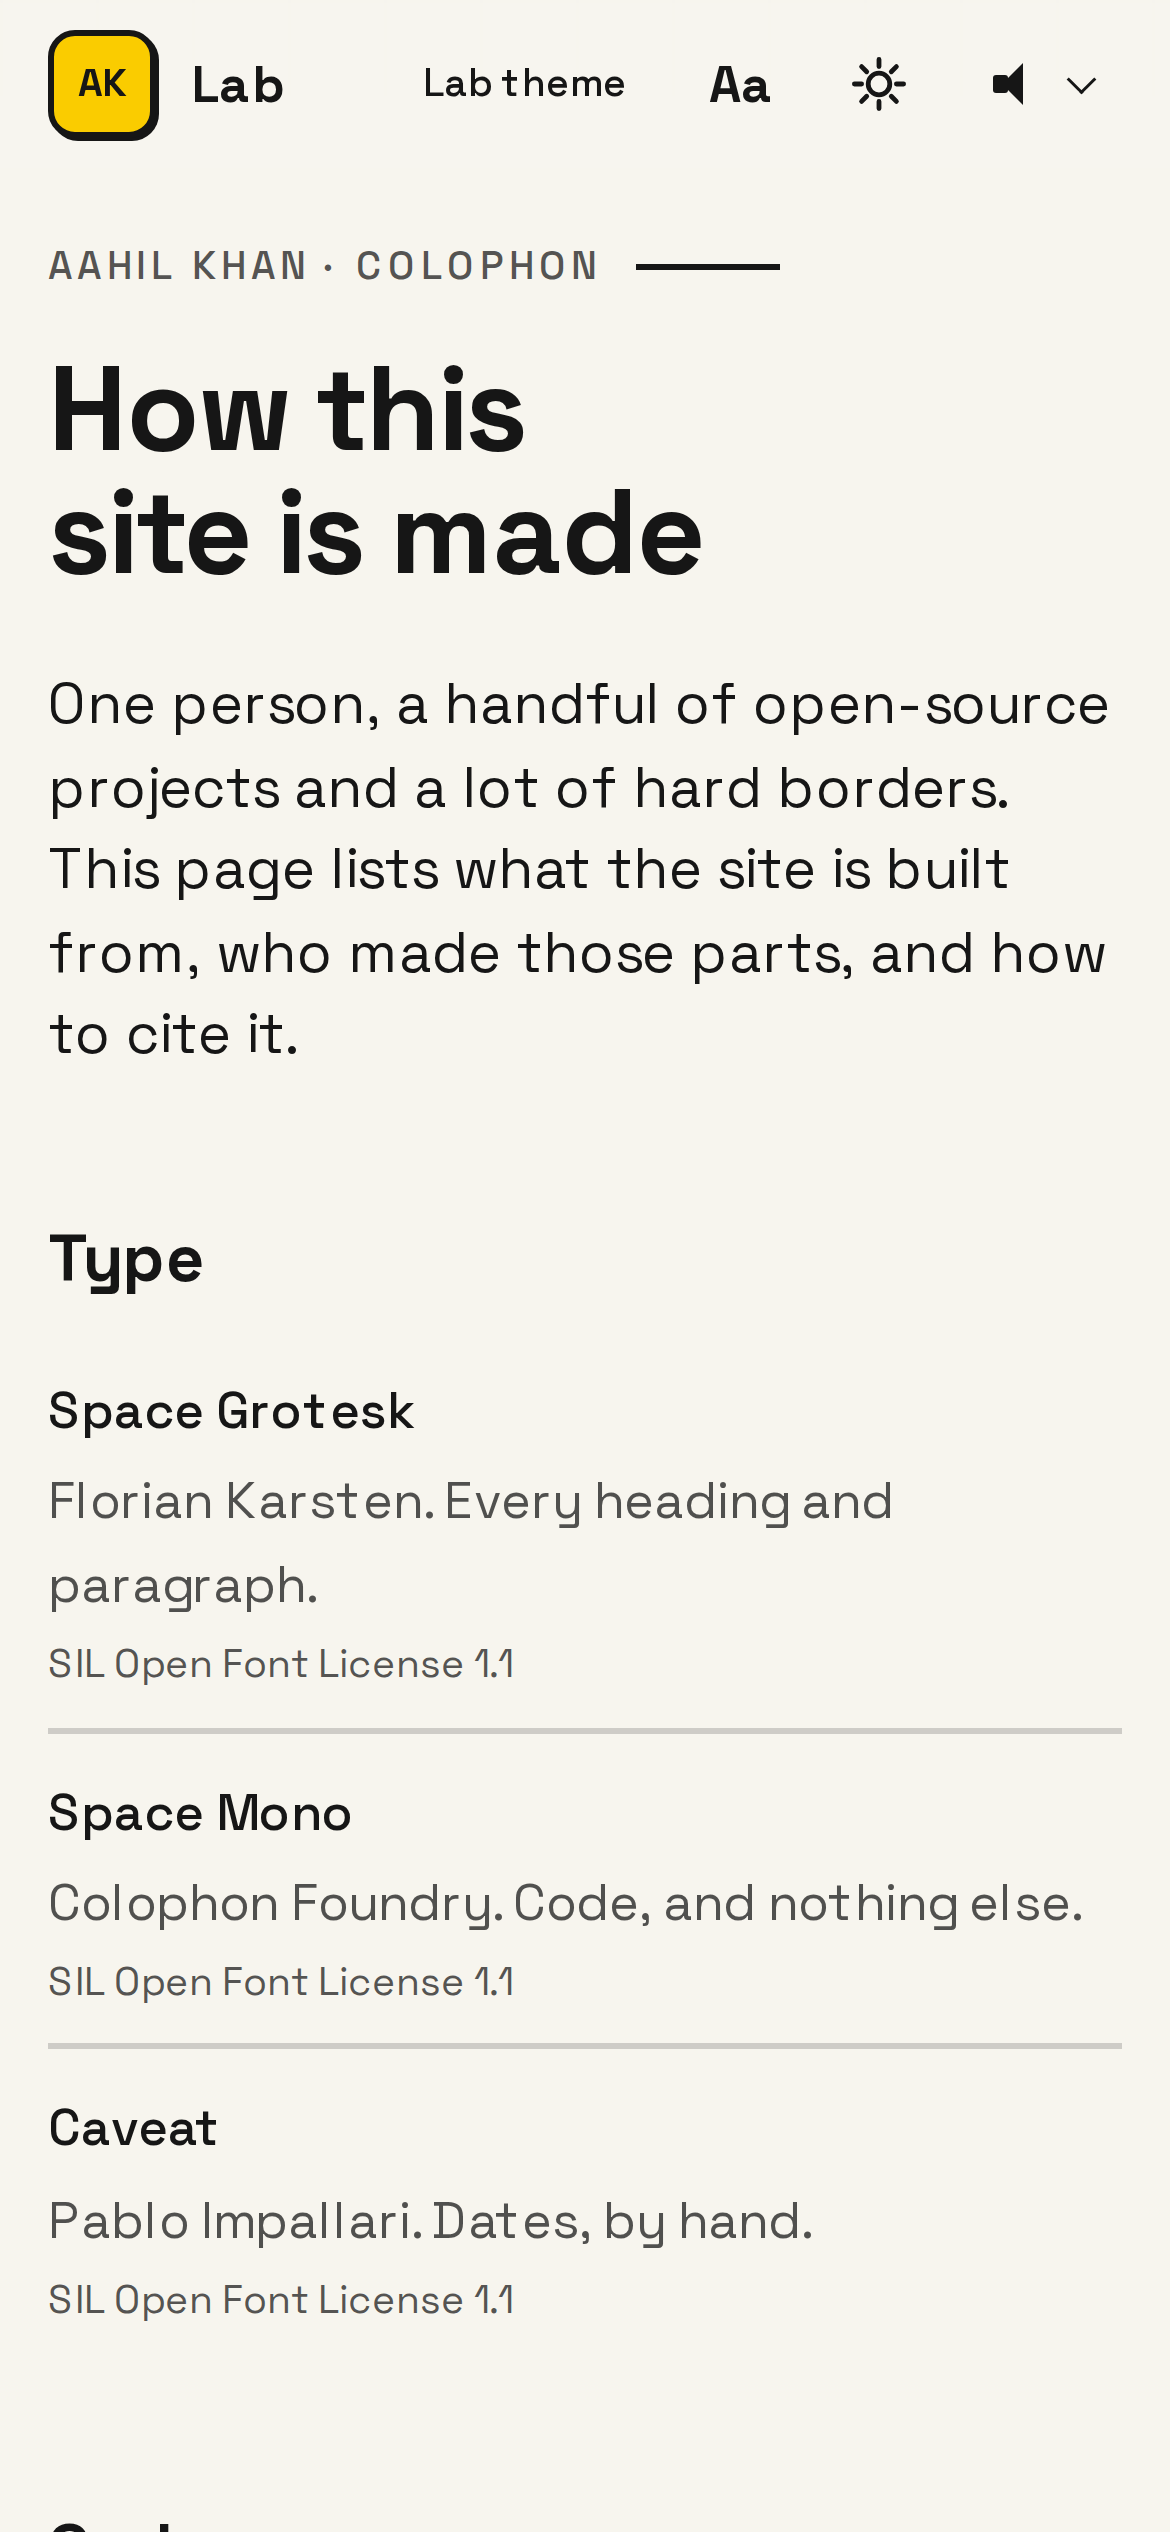 AK
Lab
Lab theme
Aa
AAHIL KHAN · COLOPHON
How this
site is made
One person, a handful of open-source
projects and a lot of hard borders.
This page lists what the site is built
from, who made those parts, and how
to cite it.
Type
Space Grotesk
Florian Karsten. Every heading and
paragraph.
SIL Open Font License 1.1
Space Mono
Colophon Foundry. Code, and nothing else.
SIL Open Font License 1.1
Caveat
Pablo Impallari. Dates, by hand.
SIL Open Font License 1.1